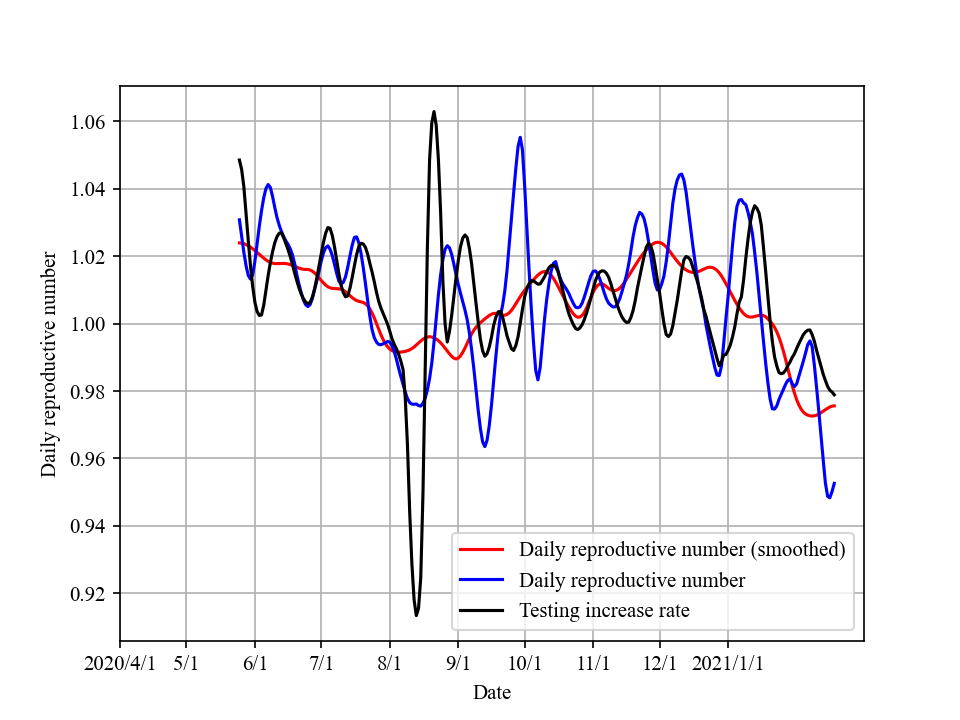 1.06
1.04
1.02
1.00
0.98
0.96
0.94
0.92
Daily reproductive number
Daily reproductive number (smoothed)
Daily reproductive number
Testing increase rate
2020/4/1 5/1 6/1 7/1 8/1 9/1 10/1 11/1 12/1 2021/1/1
Date